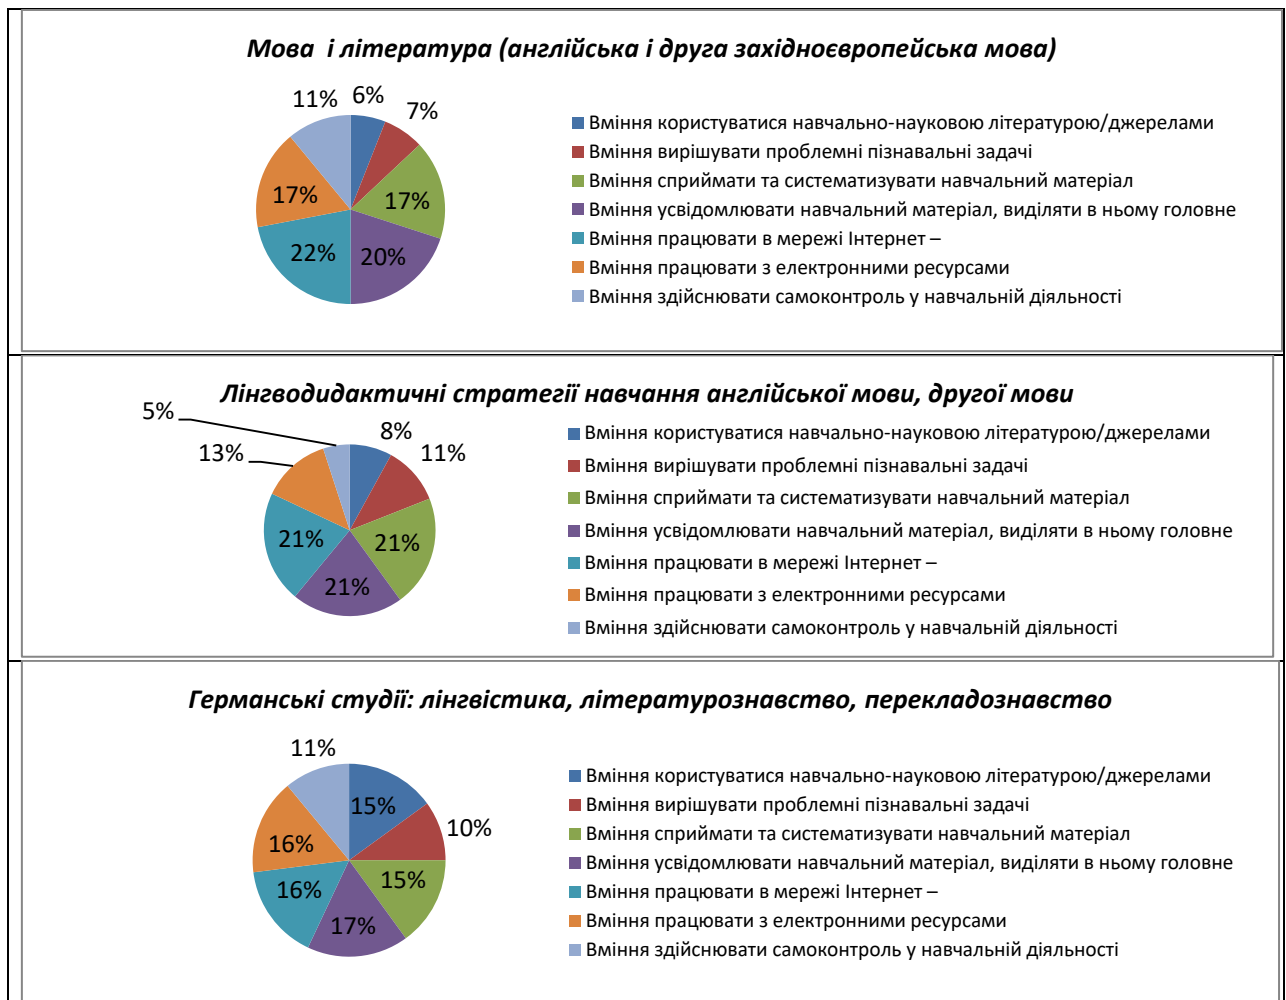 Мова і література (англійська і друга західноєвропейська мова)
11%
6%
7%
17%
17%
22%
20%
Вміння користуватися навчально-науковою літературою/джерелами
Вміння вирішувати проблемні пізнавальні задачі
Вміння сприймати та систематизувати навчальний матеріал
Вміння усвідомлювати навчальний матеріал, виділяти в ньому головне
Вміння працювати в мережі Інтернет –
Вміння працювати з електронними ресурсами
Вміння здійснювати самоконтроль у навчальній діяльності
Лінгводидактичні стратегії навчання англійської мови, другої мови
5%
8%
13%
11%
21%
21%
21%
Вміння користуватися навчально-науковою літературою/джерелами
Вміння вирішувати проблемні пізнавальні задачі
Вміння сприймати та систематизувати навчальний матеріал
Вміння усвідомлювати навчальний матеріал, виділяти в ньому головне
Вміння працювати в мережі Інтернет –
Вміння працювати з електронними ресурсами
Вміння здійснювати самоконтроль у навчальній діяльності
Германські студії: лінгвістика, літературознавство, перекладознавство
11%
15%
10%
16%
15%
16%
17%
Вміння користуватися навчально-науковою літературою/джерелами
Вміння вирішувати проблемні пізнавальні задачі
Вміння сприймати та систематизувати навчальний матеріал
Вміння усвідомлювати навчальний матеріал, виділяти в ньому головне
Вміння працювати в мережі Інтернет –
Вміння працювати з електронними ресурсами
Вміння здійснювати самоконтроль у навчальній діяльності